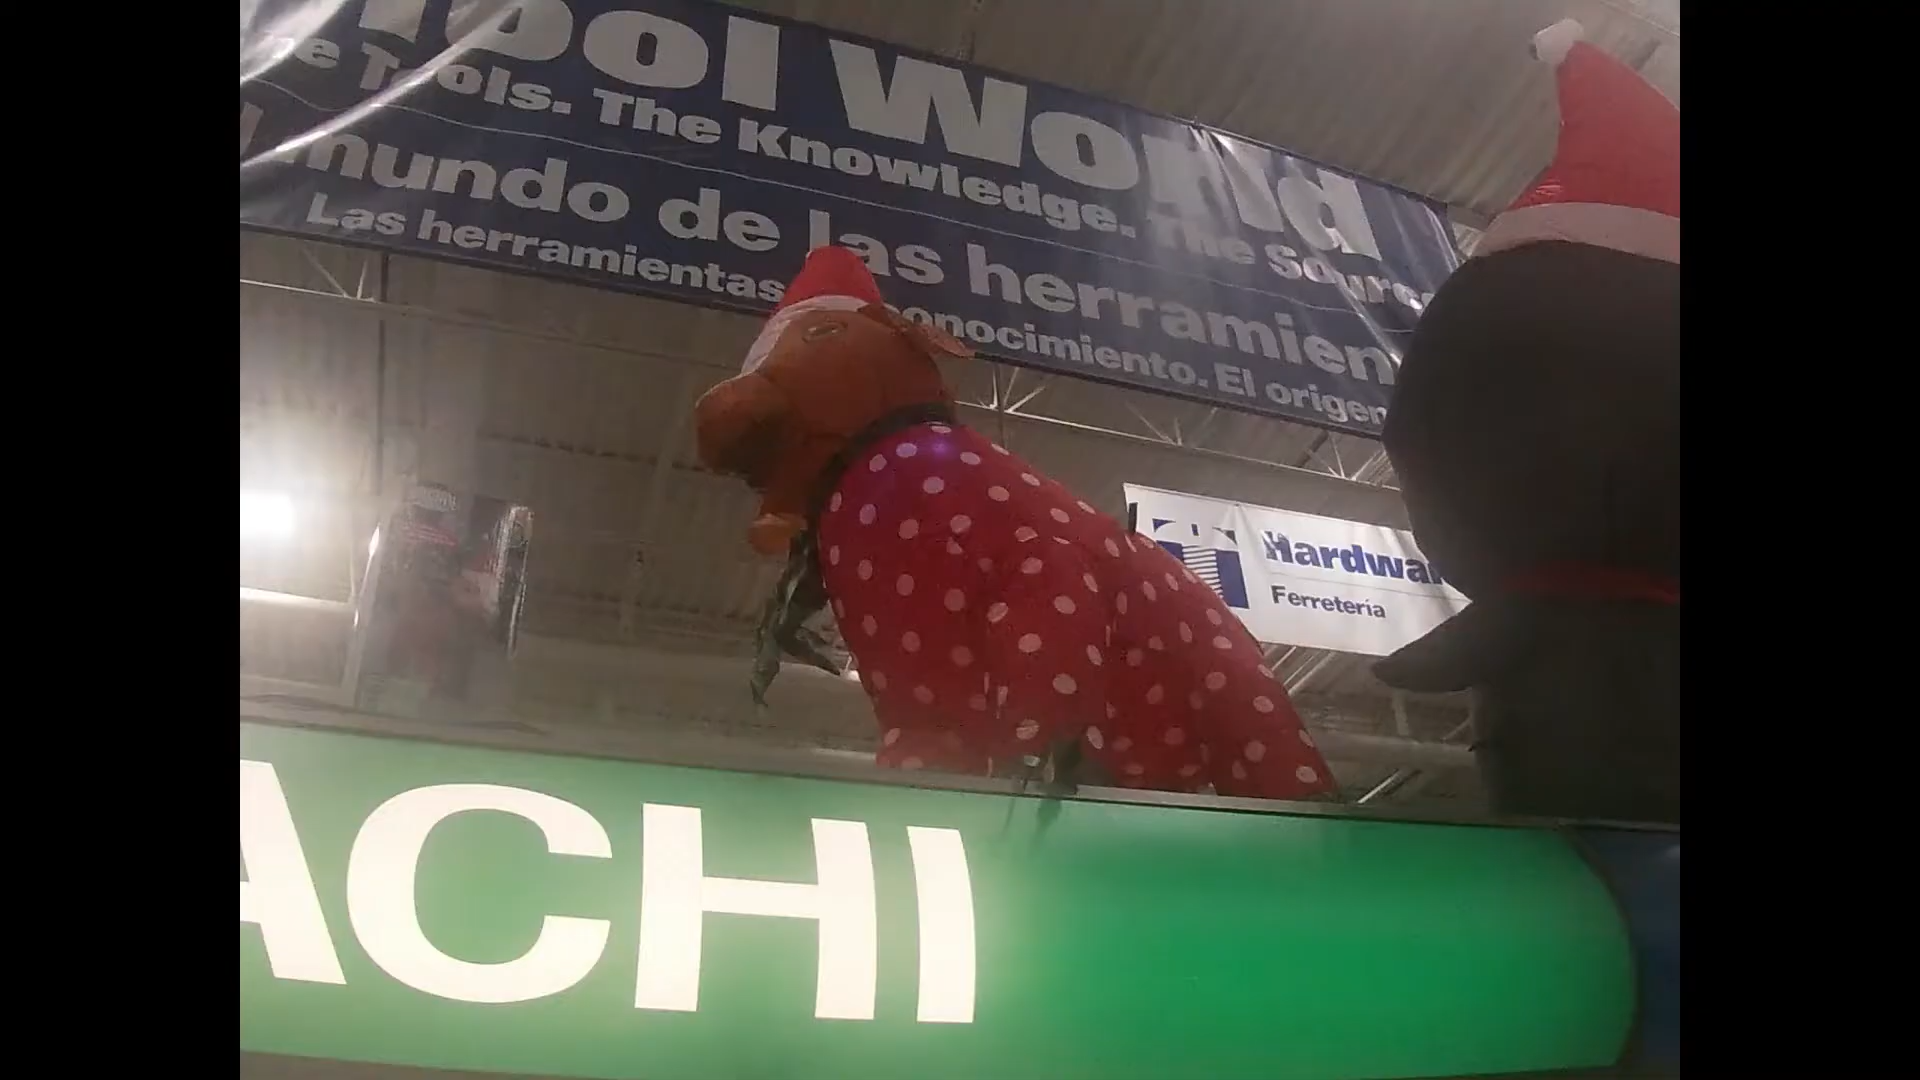 Tool World
e Tools. The Knowledge. The Source
mundo de las herramien
Las herramientas conocimiento. El origen
Hardwa
Ferretería
ACHI